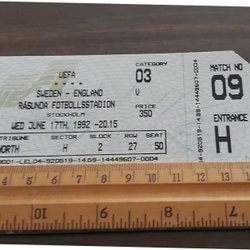 UEFA
SWEDEN - ENGLAND
RÅSUNDA FOTBOLLSSTADION
STOCKHOLM
WED JUNE 17TH, 1992 -20.15
CATEGORY
03
V
PRICE
350
MATCH NO
09
ENTRANCE
H
TRIBUNE SECTOR BLOCK ROW SEAT
NORTH H 2 27 50